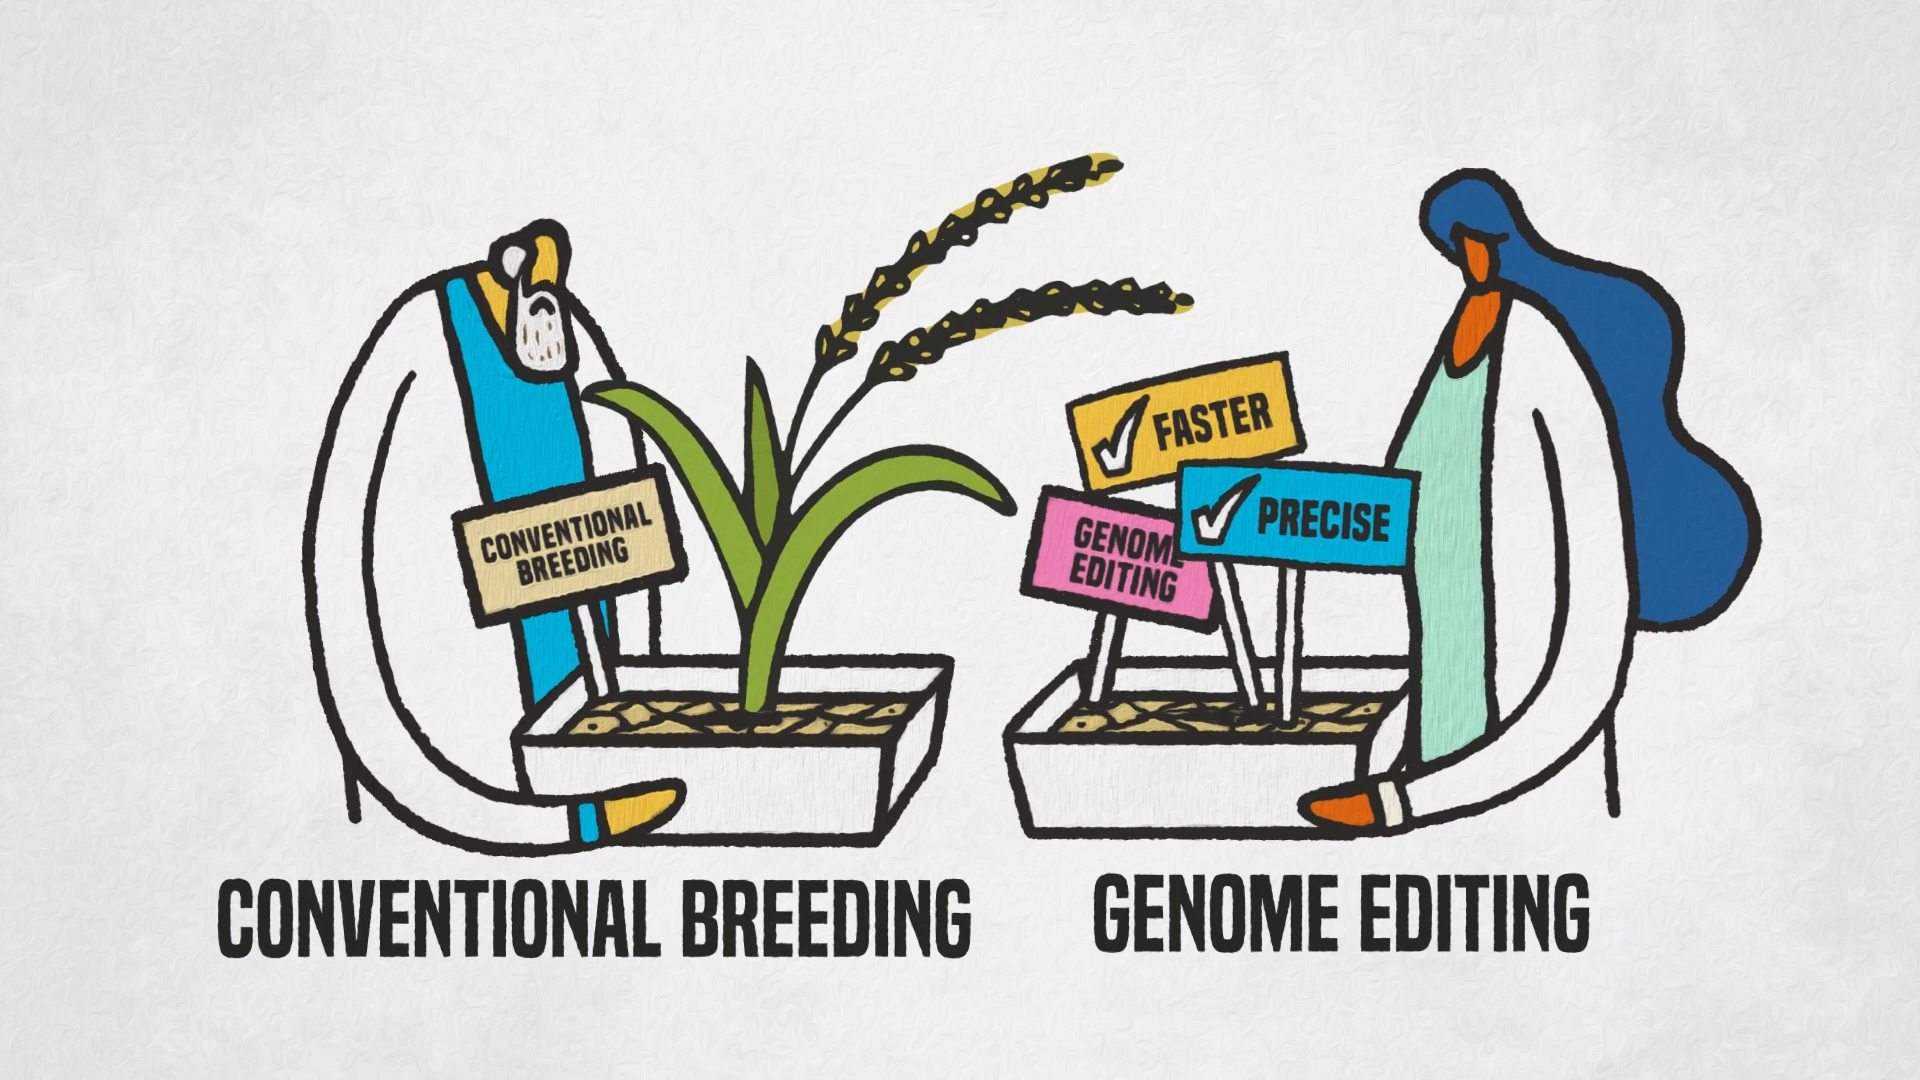 FASTER
PRECISE
CONVENTIONAL
BREEDING
GENOME
EDITING
CONVENTIONAL BREEDING
GENOME EDITING